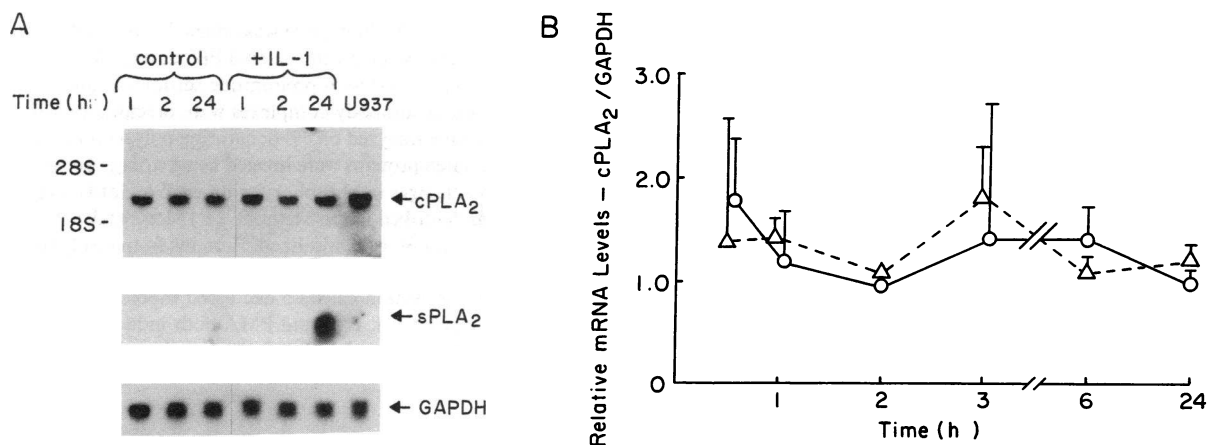 A
control +IL-1
Time(h) 1 2 24 1 2 24 U937
28S-
cPLA₂
18S-
sPLA₂
GAPDH
B
Relative mRNA Levels – cPLA₂/GAPDH
3.0
2.0
1.0
0
1 2 3 6 24
Time(h)